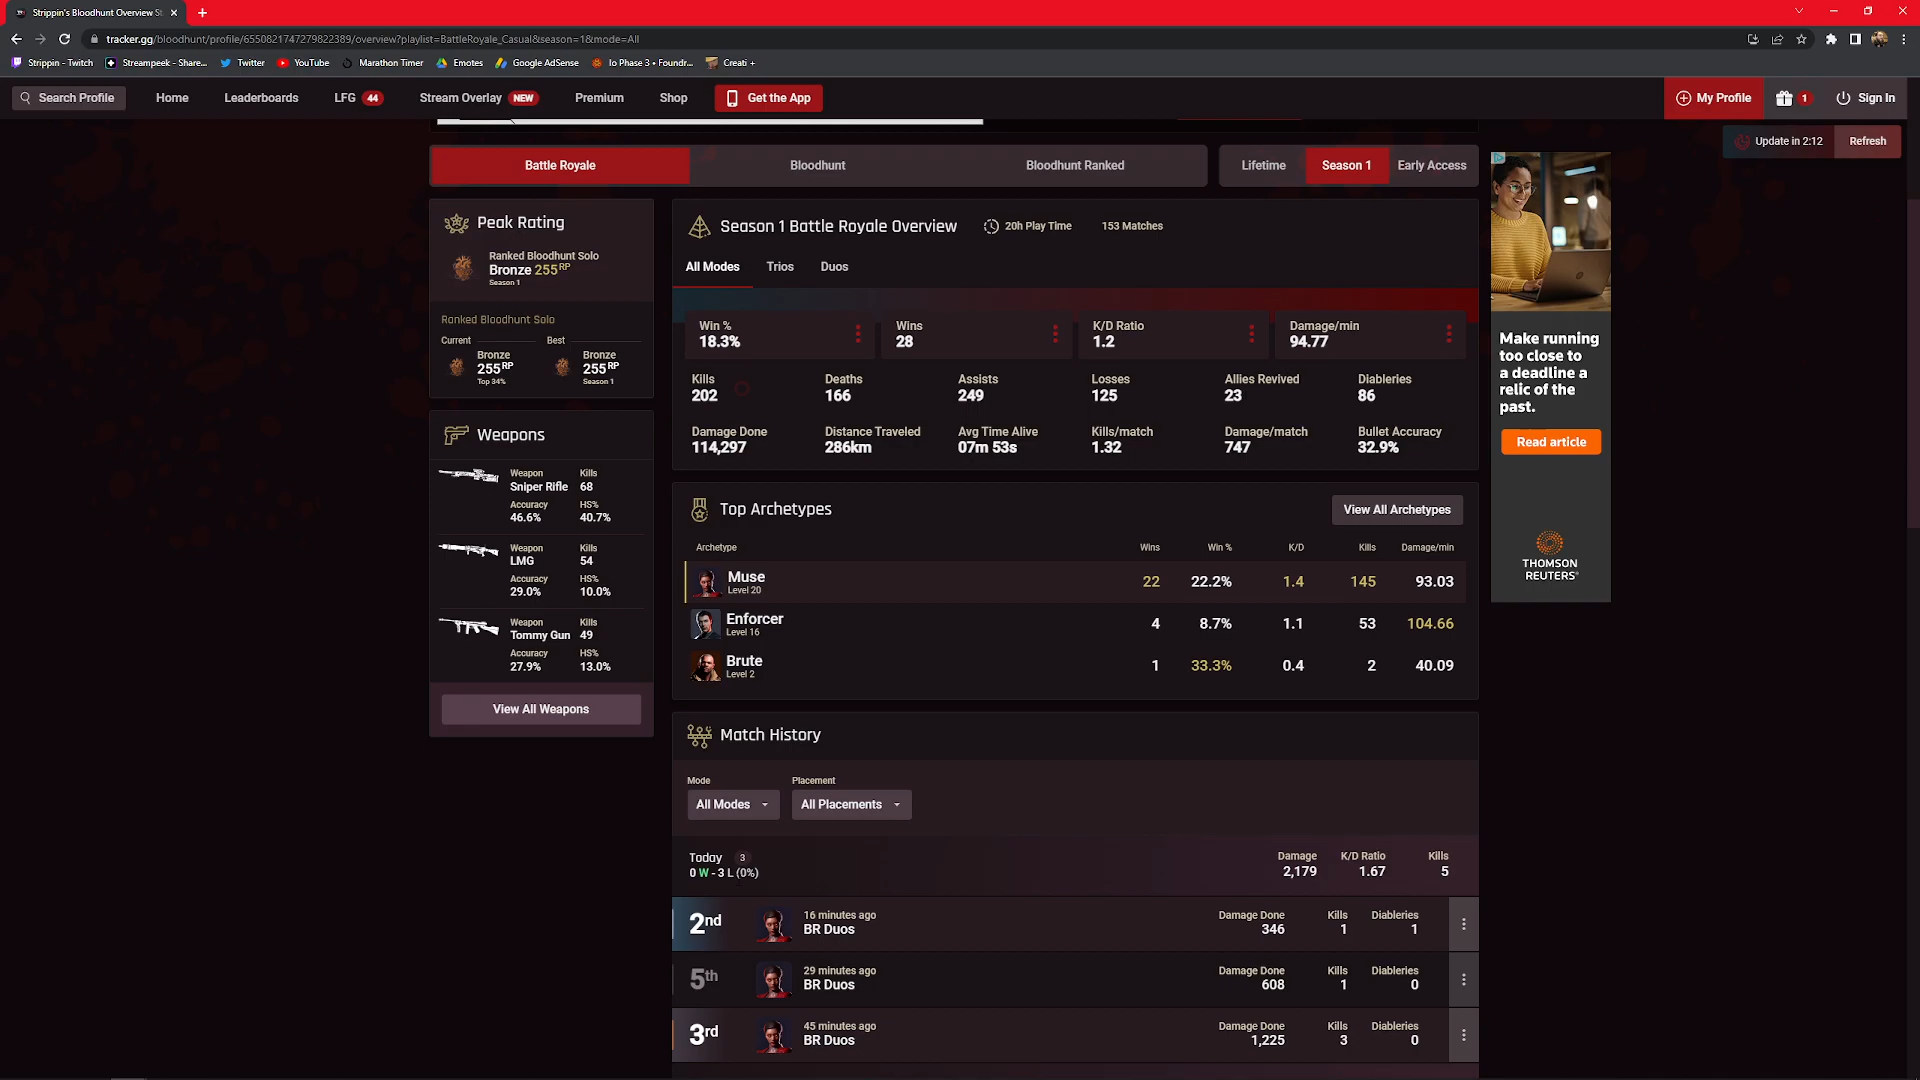 Strippin's Bloodhunt Overview St
tracker.gg/bloodhunt/profile/6550821747279822389/overview?playlist=BattleRoyale_Casual&season=1&mode=All
Strippin - Twitch
Streampeek - Share...
Twitter
YouTube
Marathon Timer
Emotes
Google AdSense
Io Phase 3 • Foundr...
Creati +
Search Profile
Home
Leaderboards
LFG 44
Stream Overlay NEW
Premium
Shop
Get the App
My Profile
1
Sign In
Update in 2:12
Refresh
Battle Royale
Bloodhunt
Bloodhunt Ranked
Lifetime
Season 1
Early Access
Peak Rating
Ranked Bloodhunt Solo
Bronze 255RP
Season 1
Ranked Bloodhunt Solo
Current
Bronze
255RP
Top 34%
Best
Bronze
255RP
Season 1
Weapons
Weapon Kills
Sniper Rifle 68
Accuracy HS%
46.6% 40.7%
Weapon Kills
LMG 54
Accuracy HS%
29.0% 10.0%
Weapon Kills
Tommy Gun 49
Accuracy HS%
27.9% 13.0%
View All Weapons
Season 1 Battle Royale Overview 20h Play Time 153 Matches
All Modes Trios Duos
Win % Wins K/D Ratio Damage/min
18.3% 28 1.2 94.77
Kills Deaths Assists Losses Allies Revived Diableries
202 166 249 125 23 86
Damage Done Distance Traveled Avg Time Alive Kills/match Damage/match Bullet Accuracy
114,297 286km 07m 53s 1.32 747 32.9%
Top Archetypes
View All Archetypes
Archetype Wins Win % K/D Kills Damage/min
Muse 22 22.2% 1.4 145 93.03
Level 20
Enforcer 4 8.7% 1.1 53 104.66
Level 16
Brute 1 33.3% 0.4 2 40.09
Level 2
Match History
Mode Placement
All Modes All Placements
Today 3
0 W - 3 L (0%)
Damage K/D Ratio Kills
2,179 1.67 5
2nd
16 minutes ago
BR Duos
Damage Done Kills Diableries
346 1 1
5th
29 minutes ago
BR Duos
Damage Done Kills Diableries
608 1 0
3rd
45 minutes ago
BR Duos
Damage Done Kills Diableries
1,225 3 0
Make running
too close to
a deadline a
relic of the
past.
Read article
THOMSON
REUTERS®